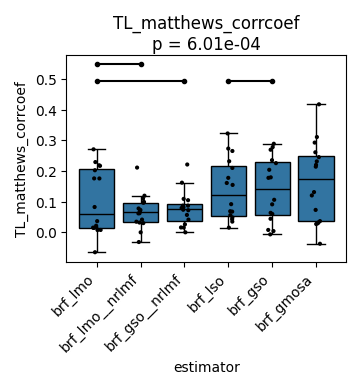 TL_matthews_corrcoef
p = 6.01e-04
TL_matthews_corrcoef
0.5
0.4
0.3
0.2
0.1
0.0
brf_lmo
brf_lmo__nrlmf
brf_gso__nrlmf
brf_lso
brf_gso
brf_gmosa
estimator